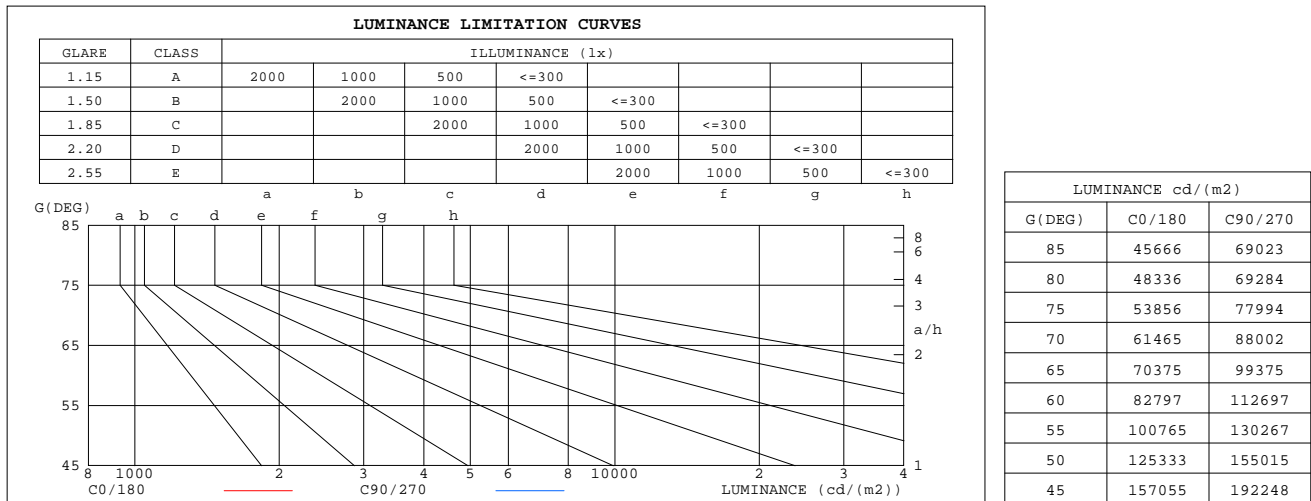 LUMINANCE LIMITATION CURVES
GLARE CLASS ILLUMINANCE (lx)
1.15 A 2000 1000 500 <=300
1.50 B 2000 1000 500 <=300
1.85 C 2000 1000 500 <=300
2.20 D 2000 1000 500 <=300
2.55 E 2000 1000 500 <=300
a b c d e f g h
G(DEG)
a b c d e f g h
85
75
65
55
45
8
6
4
3
a/h
2
1
8 1000 2 3 4 5 6 8 10000 2 3 4
C0/180 C90/270 LUMINANCE (cd/(m2))
LUMINANCE cd/(m2)
G(DEG) C0/180 C90/270
85 45666 69023
80 48336 69284
75 53856 77994
70 61465 88002
65 70375 99375
60 82797 112697
55 100765 130267
50 125333 155015
45 157055 192248